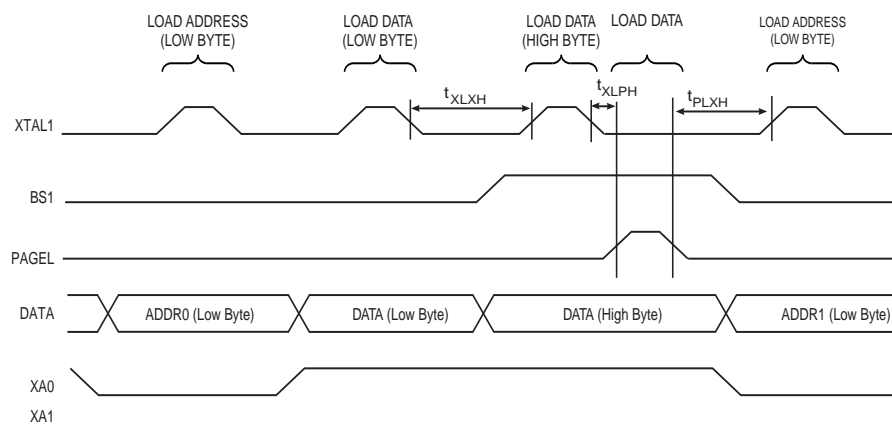 LOAD ADDRESS
(LOW BYTE)
LOAD DATA
(LOW BYTE)
LOAD DATA
(HIGH BYTE)
LOAD DATA
LOAD ADDRESS
(LOW BYTE)
tXLXH
tXLPH
tPLXH
XTAL1
BS1
PAGEL
DATA
ADDR0 (Low Byte)
DATA (Low Byte)
DATA (High Byte)
ADDR1 (Low Byte)
XA0
XA1